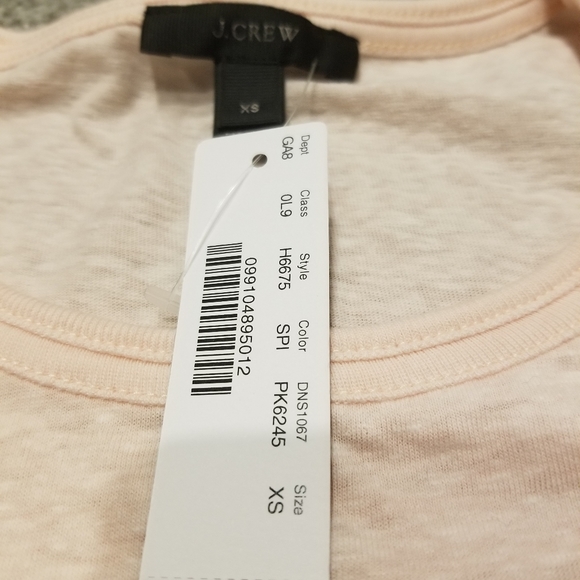 J.CREW
XS
Dept Class Style Color DNS1067 Size
GA8 0L9 H6675 SPI PK6245 XS
099104895012